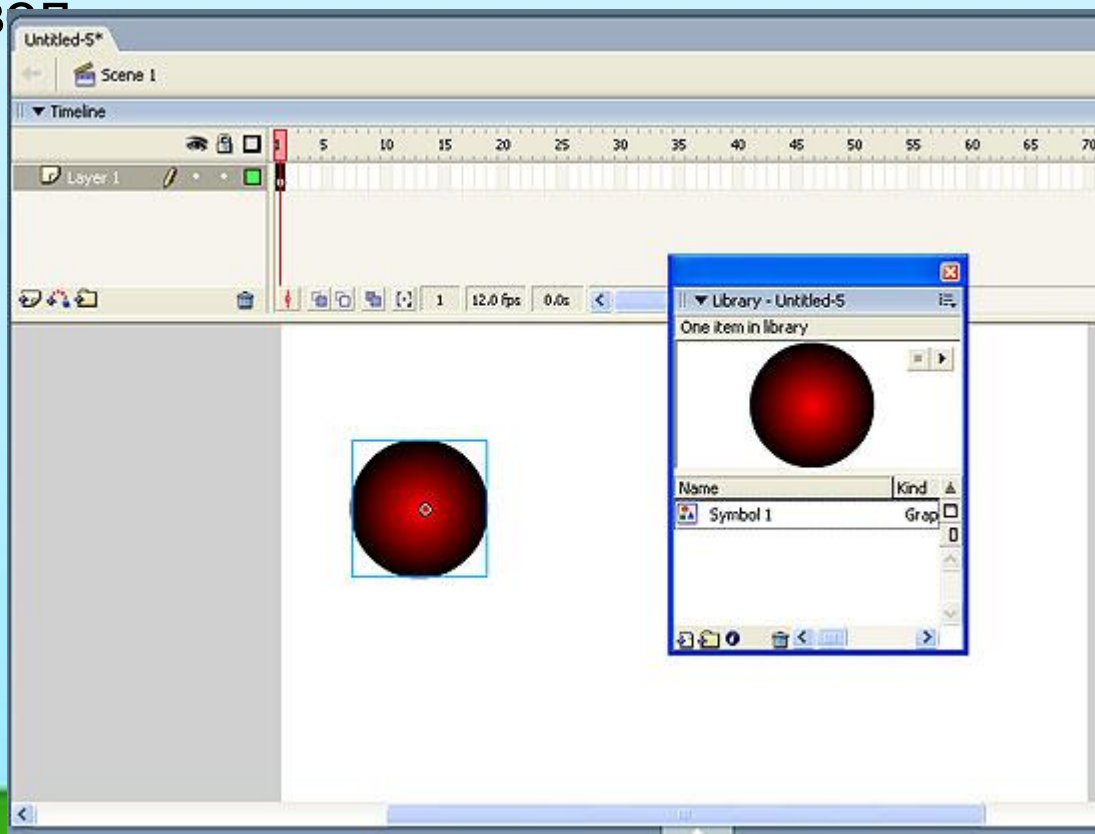 Untitled-5*
Scene 1
Timeline
1 5 10 15 20 25 30 35 40 45 50 55 60 65 70
Layer 1
1 12.0 fps 0.0s
Library - Untitled-5
One item in library
Name Kind
Symbol 1 Grap